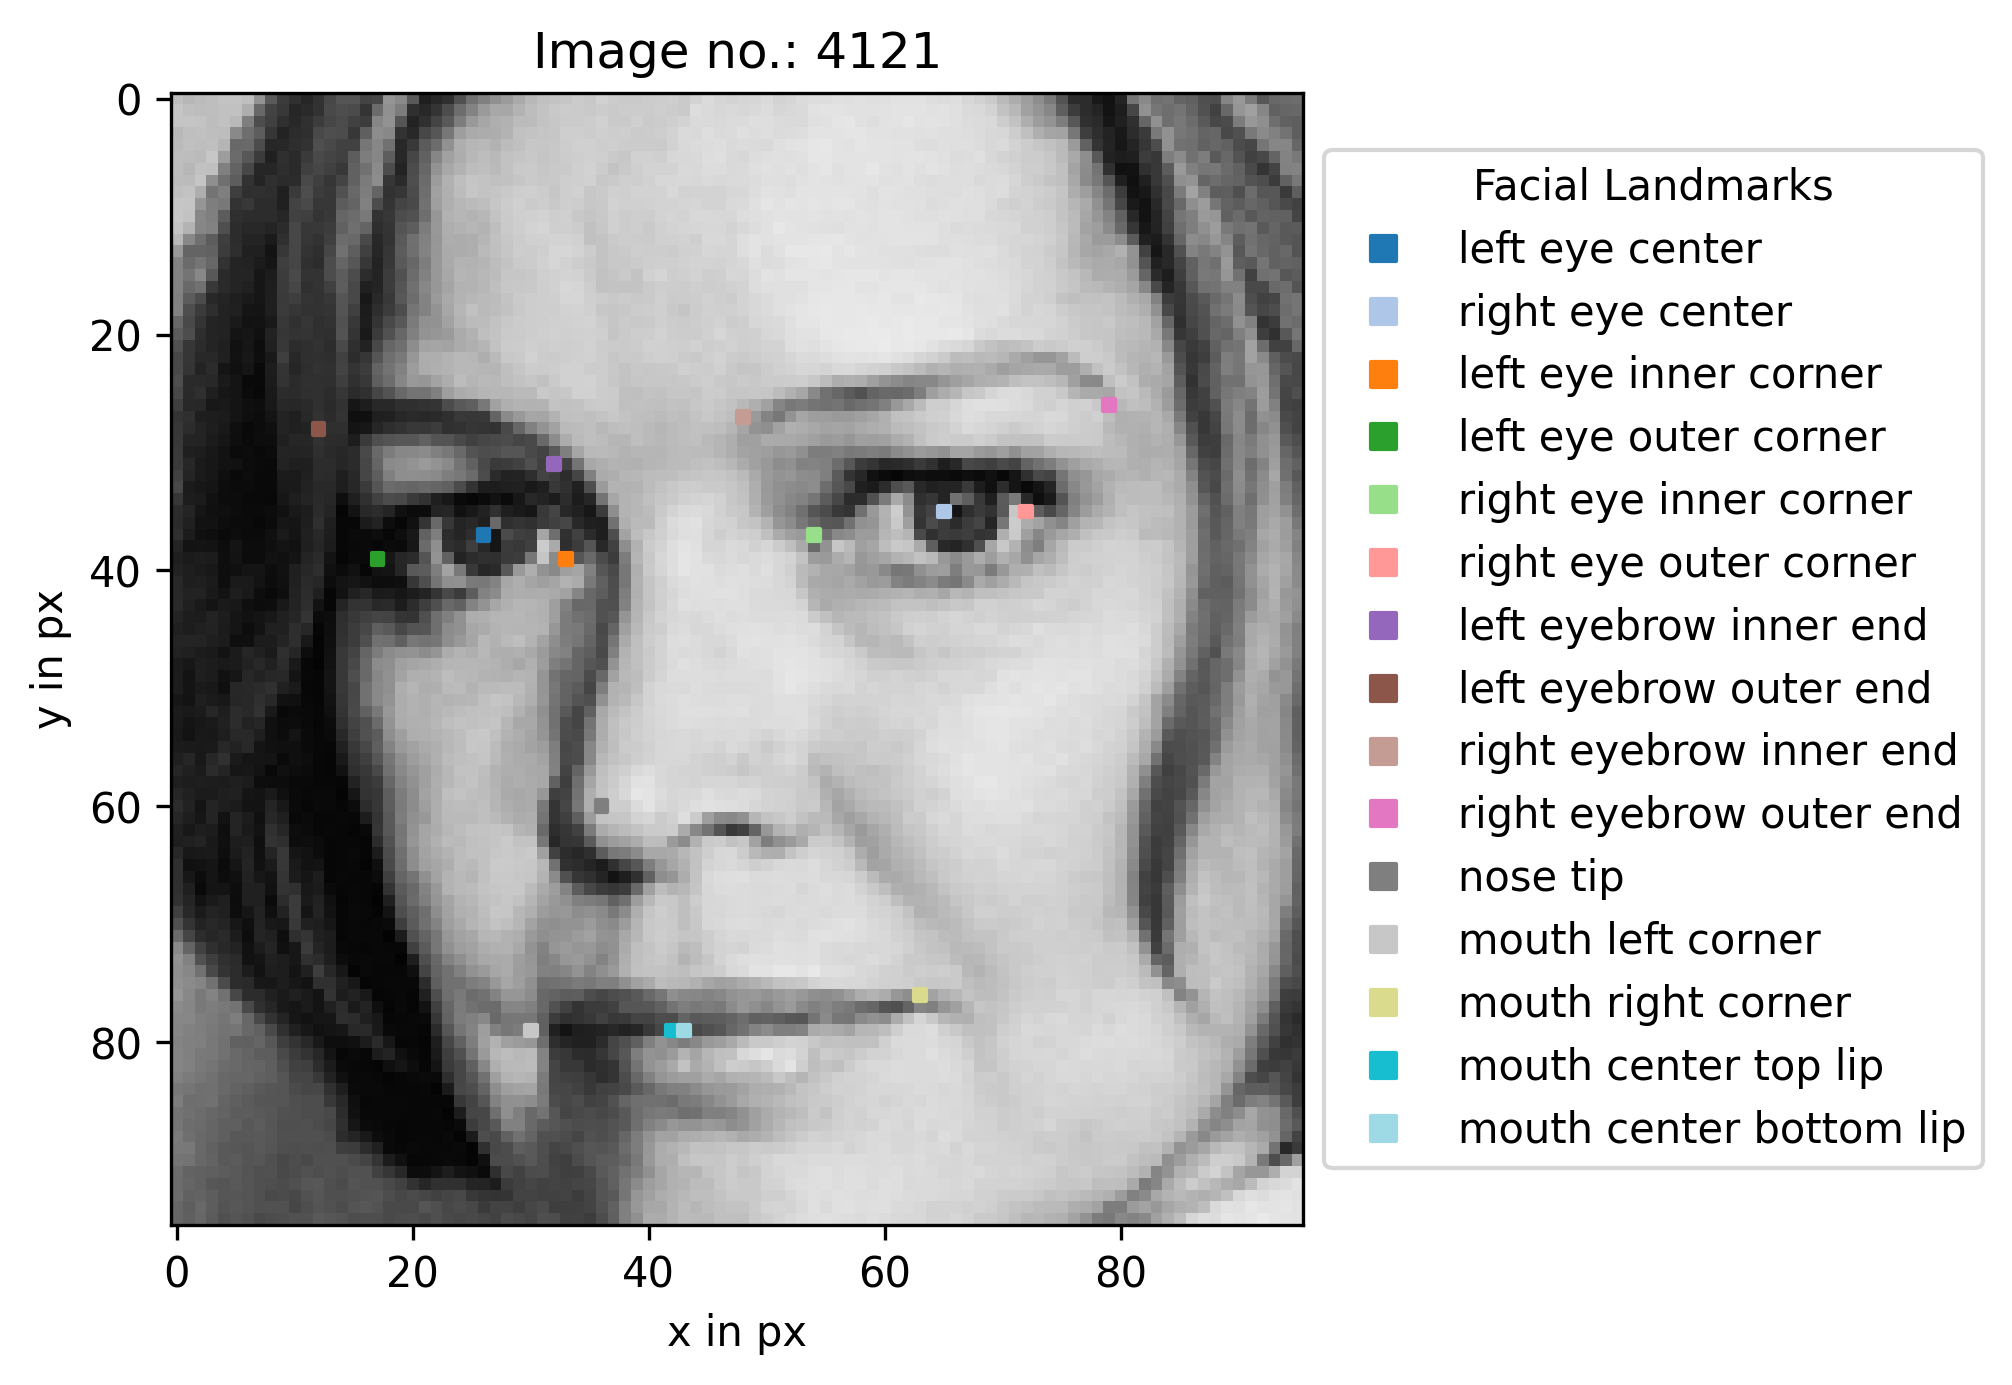 Image no.: 4121
0
20
40
60
80
y in px
0 20 40 60 80
x in px
Facial Landmarks
left eye center
right eye center
left eye inner corner
left eye outer corner
right eye inner corner
right eye outer corner
left eyebrow inner end
left eyebrow outer end
right eyebrow inner end
right eyebrow outer end
nose tip
mouth left corner
mouth right corner
mouth center top lip
mouth center bottom lip